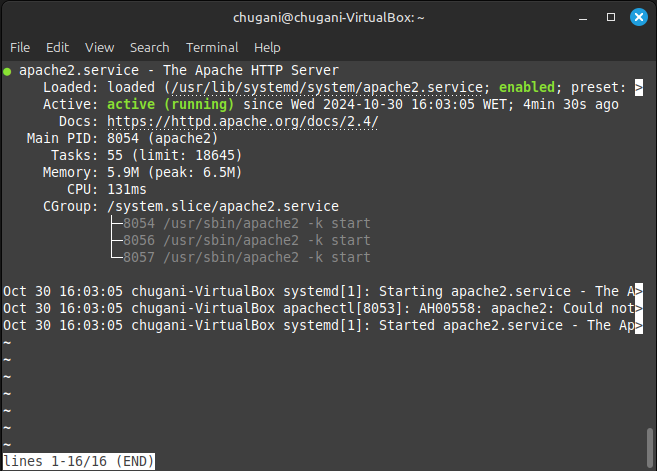 chugani@chugani-VirtualBox: ~
File Edit View Search Terminal Help
● apache2.service - The Apache HTTP Server
     Loaded: loaded (/usr/lib/systemd/system/apache2.service; enabled; preset: >
     Active: active (running) since Wed 2024-10-30 16:03:05 WET; 4min 30s ago
       Docs: https://httpd.apache.org/docs/2.4/
   Main PID: 8054 (apache2)
      Tasks: 55 (limit: 18645)
     Memory: 5.9M (peak: 6.5M)
        CPU: 131ms
     CGroup: /system.slice/apache2.service
             ├─8054 /usr/sbin/apache2 -k start
             ├─8056 /usr/sbin/apache2 -k start
             └─8057 /usr/sbin/apache2 -k start

Oct 30 16:03:05 chugani-VirtualBox systemd[1]: Starting apache2.service - The A>
Oct 30 16:03:05 chugani-VirtualBox apachectl[8053]: AH00558: apache2: Could not>
Oct 30 16:03:05 chugani-VirtualBox systemd[1]: Started apache2.service - The Ap>
~
~
~
~
~
~
~
lines 1-16/16 (END)